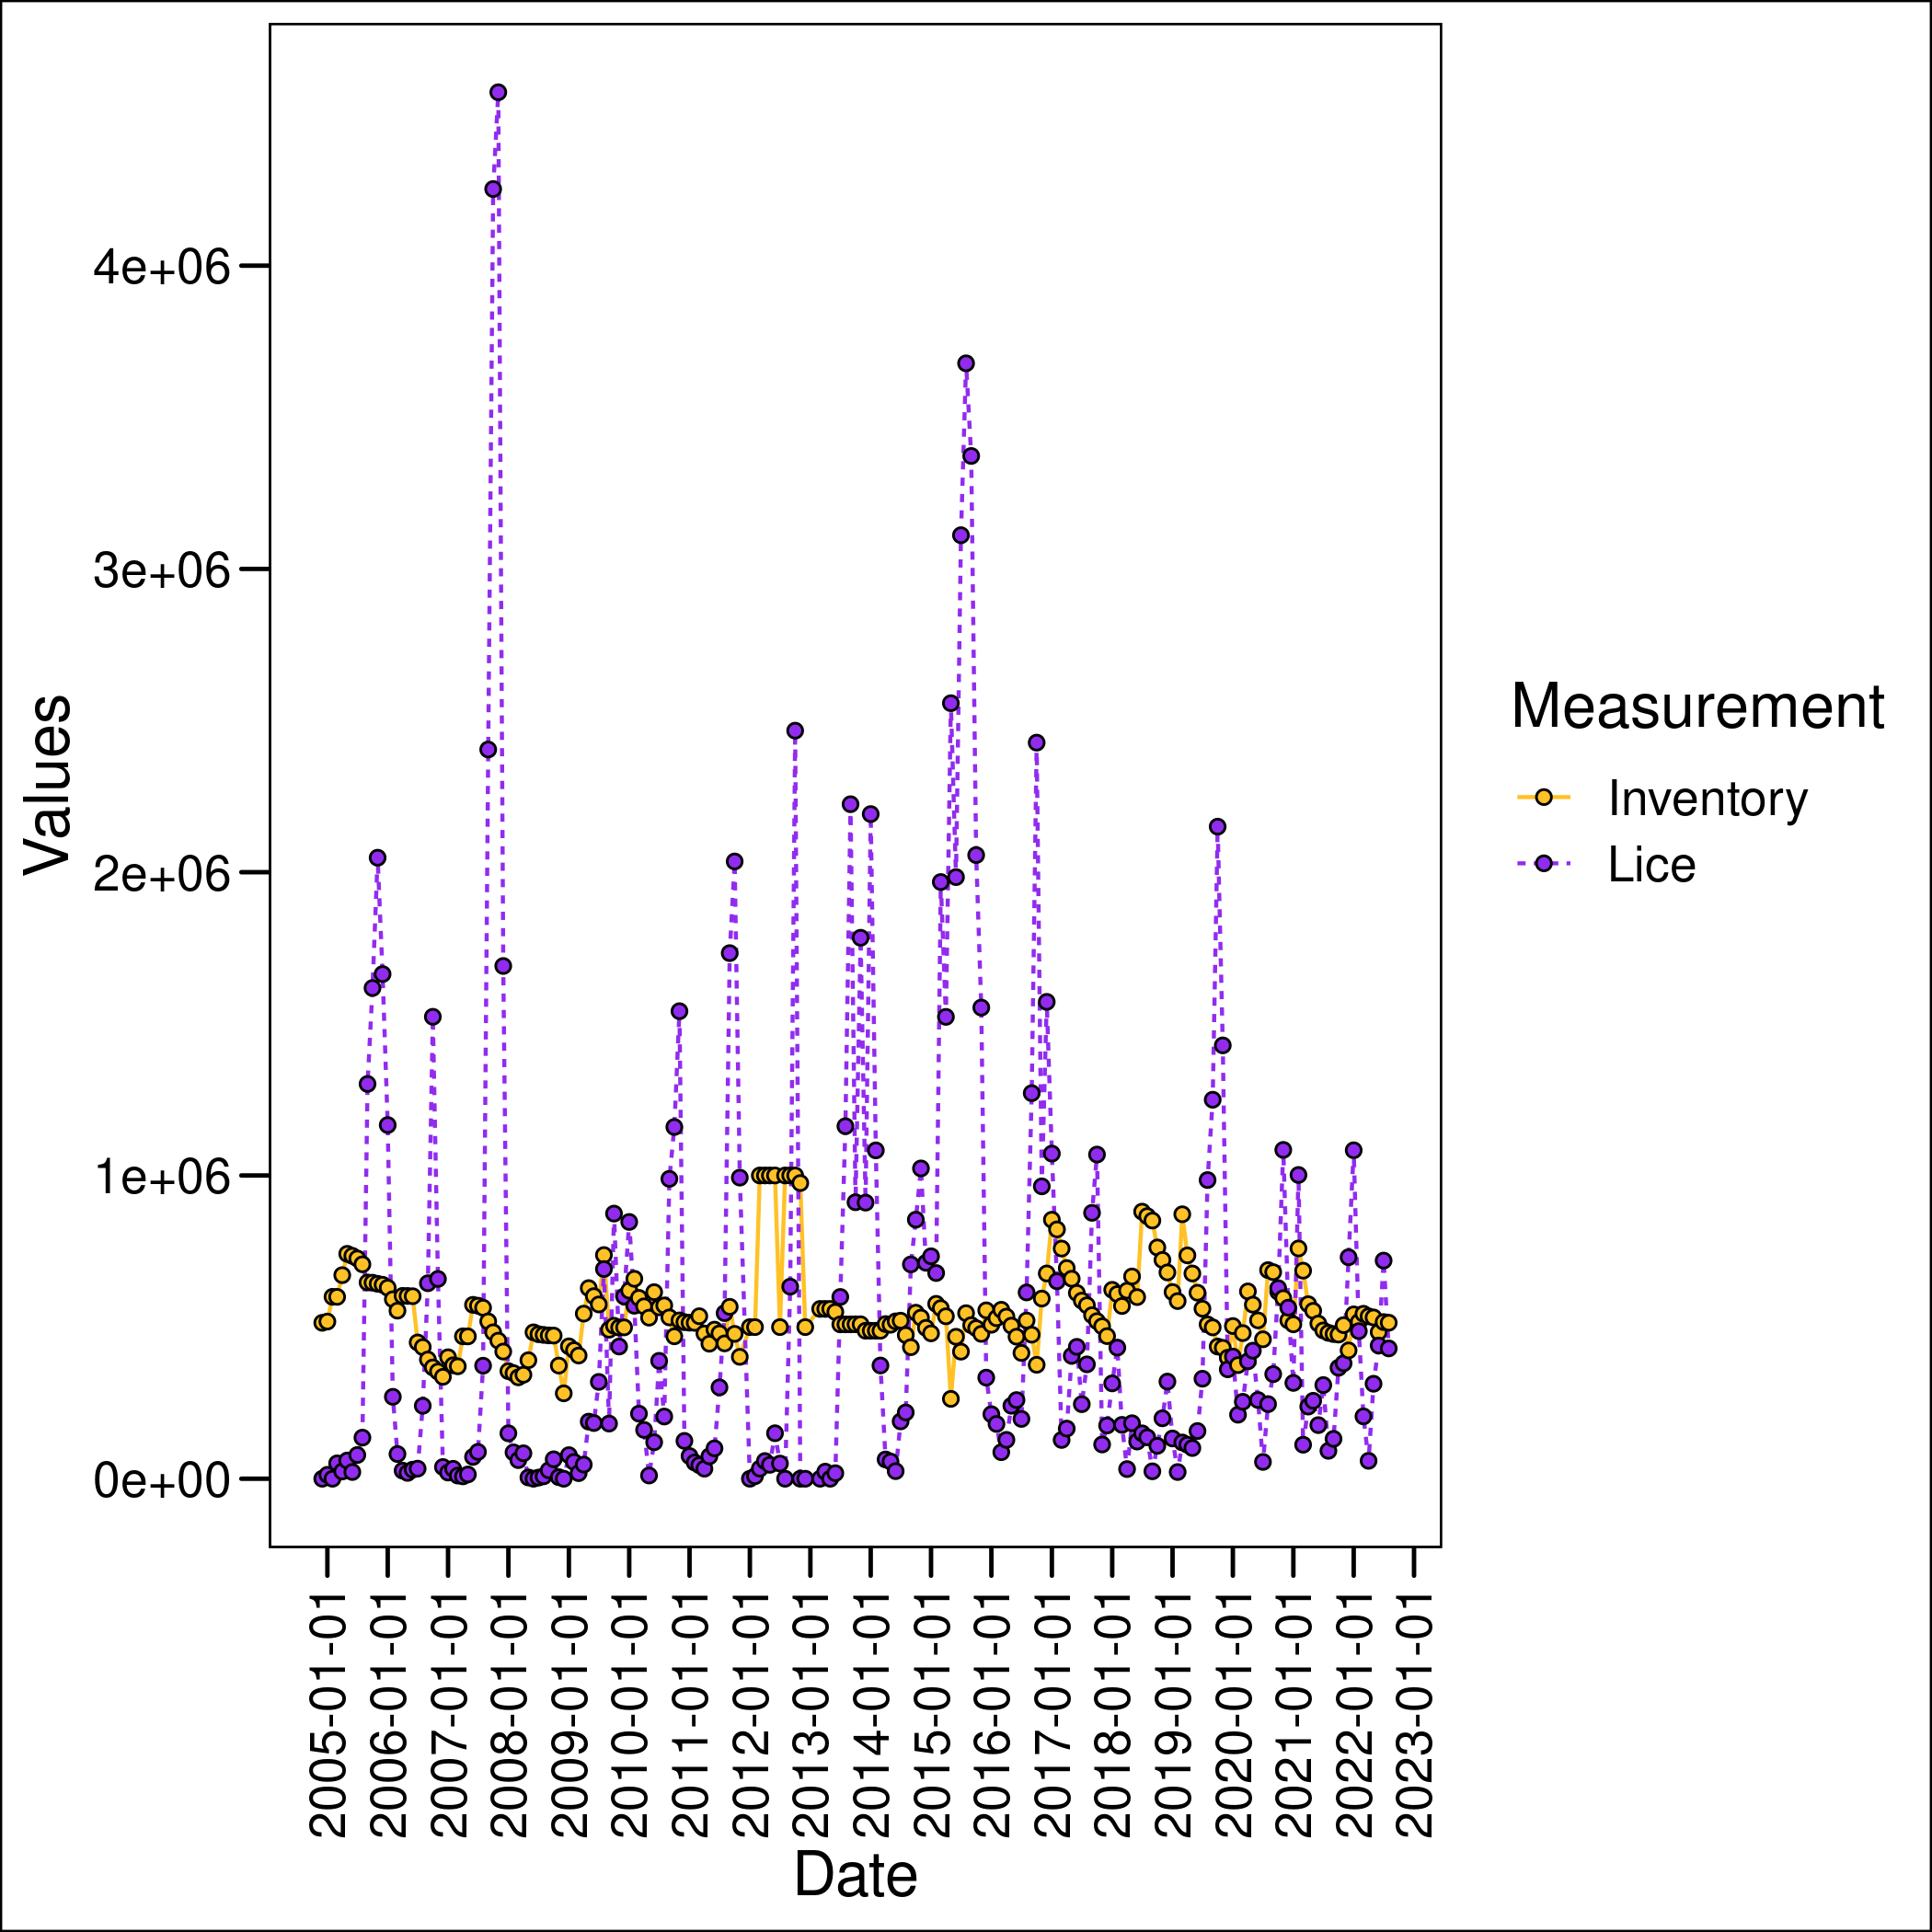 Values
4e+06
3e+06
2e+06
1e+06
0e+00
2005-01-01
2006-01-01
2007-01-01
2008-01-01
2009-01-01
2010-01-01
2011-01-01
2012-01-01
2013-01-01
2014-01-01
2015-01-01
2016-01-01
2017-01-01
2018-01-01
2019-01-01
2020-01-01
2021-01-01
2022-01-01
2023-01-01
Date
Measurement
Inventory
Lice